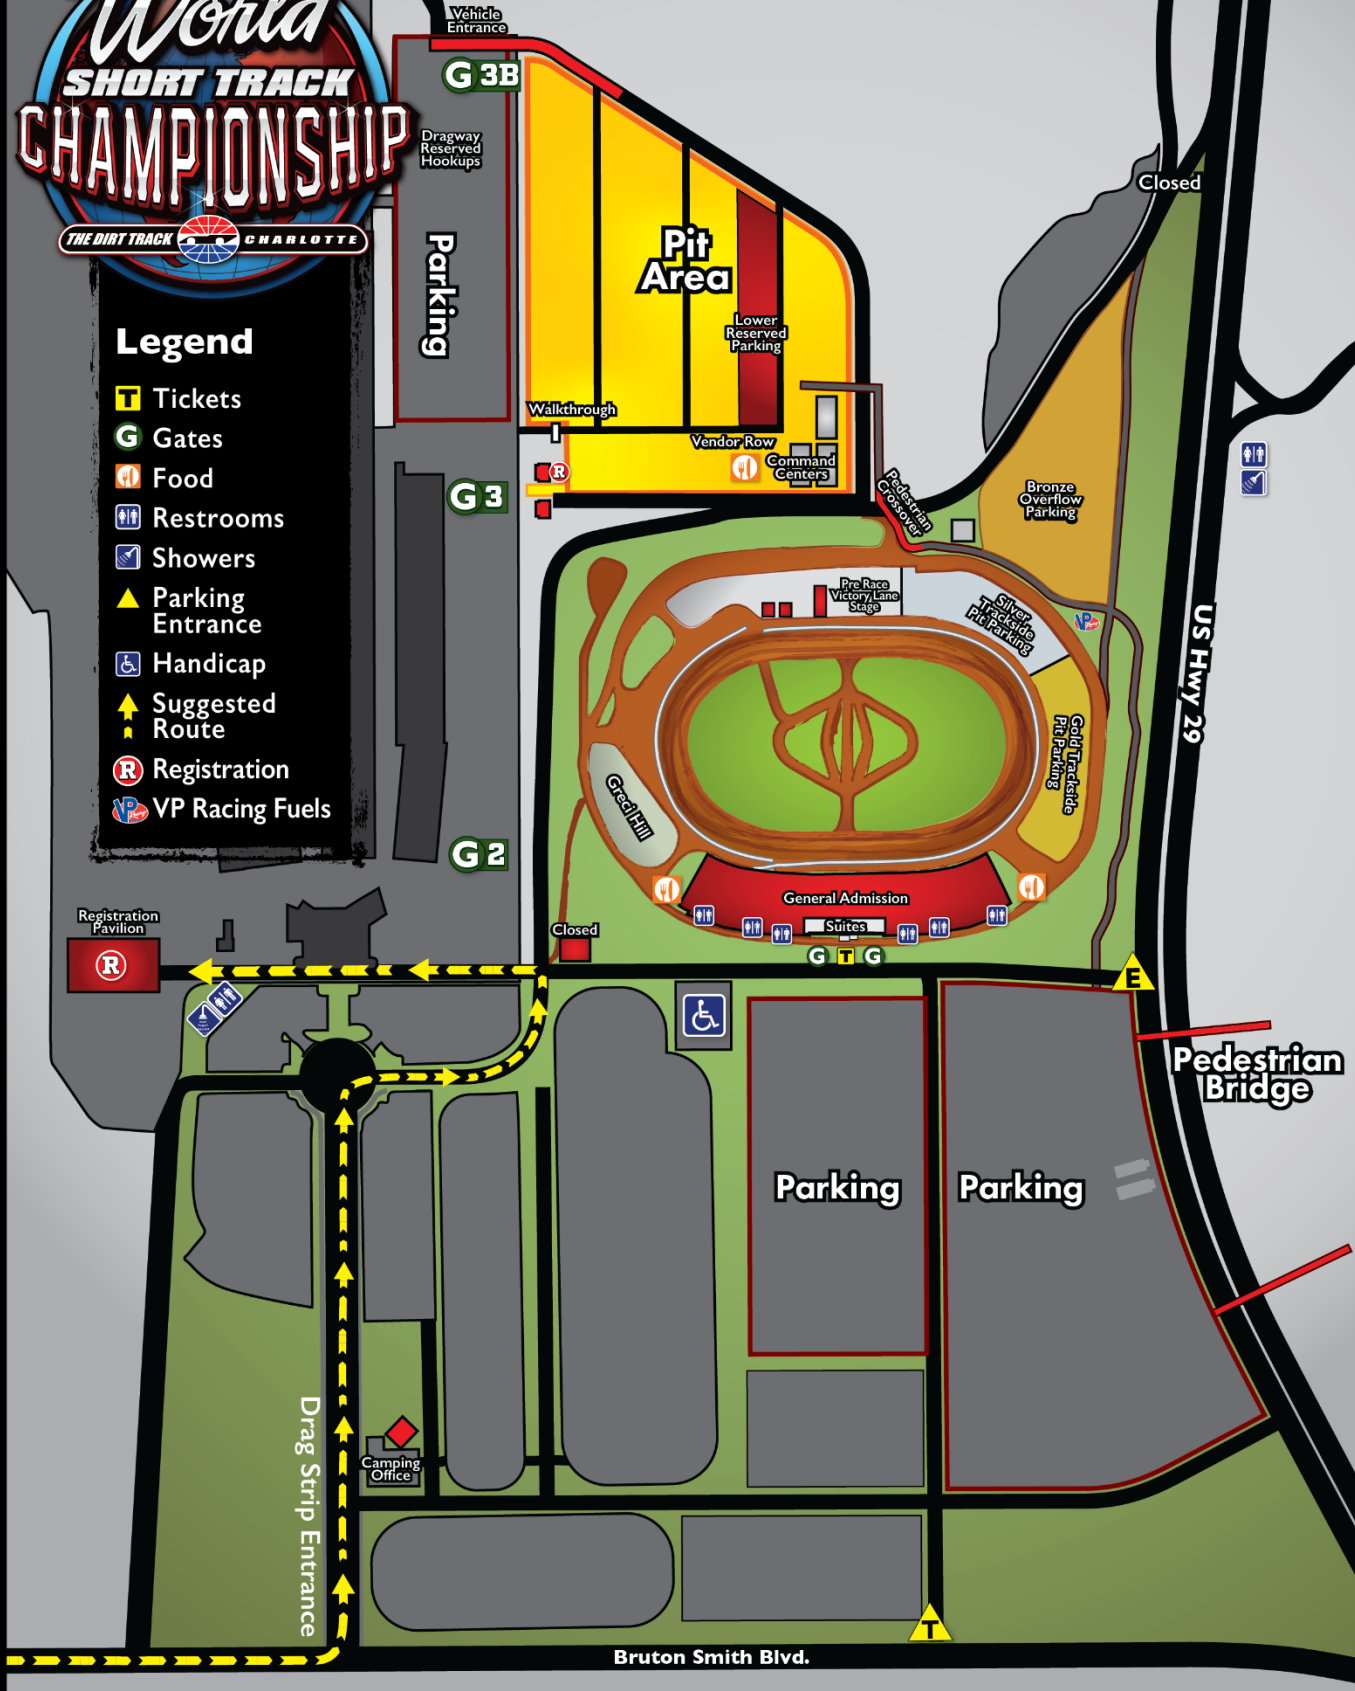 World
SHORT TRACK
CHAMPIONSHIP
THE DIRT TRACK
CHARLOTTE
Legend
T Tickets
G Gates
Food
Restrooms
Showers
Parking
Entrance
Handicap
Suggested
Route
R Registration
VP VP Racing Fuels
Vehicle
Entrance
G 3B
Dragway
Reserved
Hookups
Parking
Pit
Area
Lower
Reserved
Parking
Walkthrough
Vendor Row
Command
Centers
R
G 3
Pedestrian
Crossover
Closed
Bronze
Overflow
Parking
US Hwy 29
Pre Race
Victory Lane
Stage
Silver
Trackside
Pit Parking
VP
Gold Trackside
Pit Parking
Greci Hill
G 2
General Admission
Suites
G T G
Registration
Pavilion
R
Closed
E
Pedestrian
Bridge
Parking
Parking
Drag Strip Entrance
Camping
Office
T
Bruton Smith Blvd.